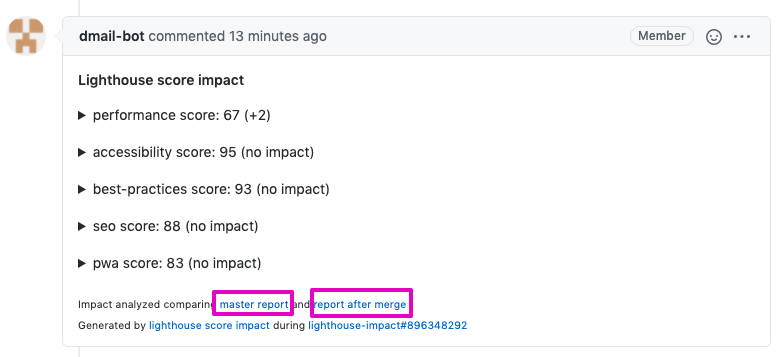 dmail-bot commented 13 minutes ago Member
Lighthouse score impact
performance score: 67 (+2)
accessibility score: 95 (no impact)
best-practices score: 93 (no impact)
seo score: 88 (no impact)
pwa score: 83 (no impact)
Impact analyzed comparing master report and report after merge
Generated by lighthouse score impact during lighthouse-impact#896348292